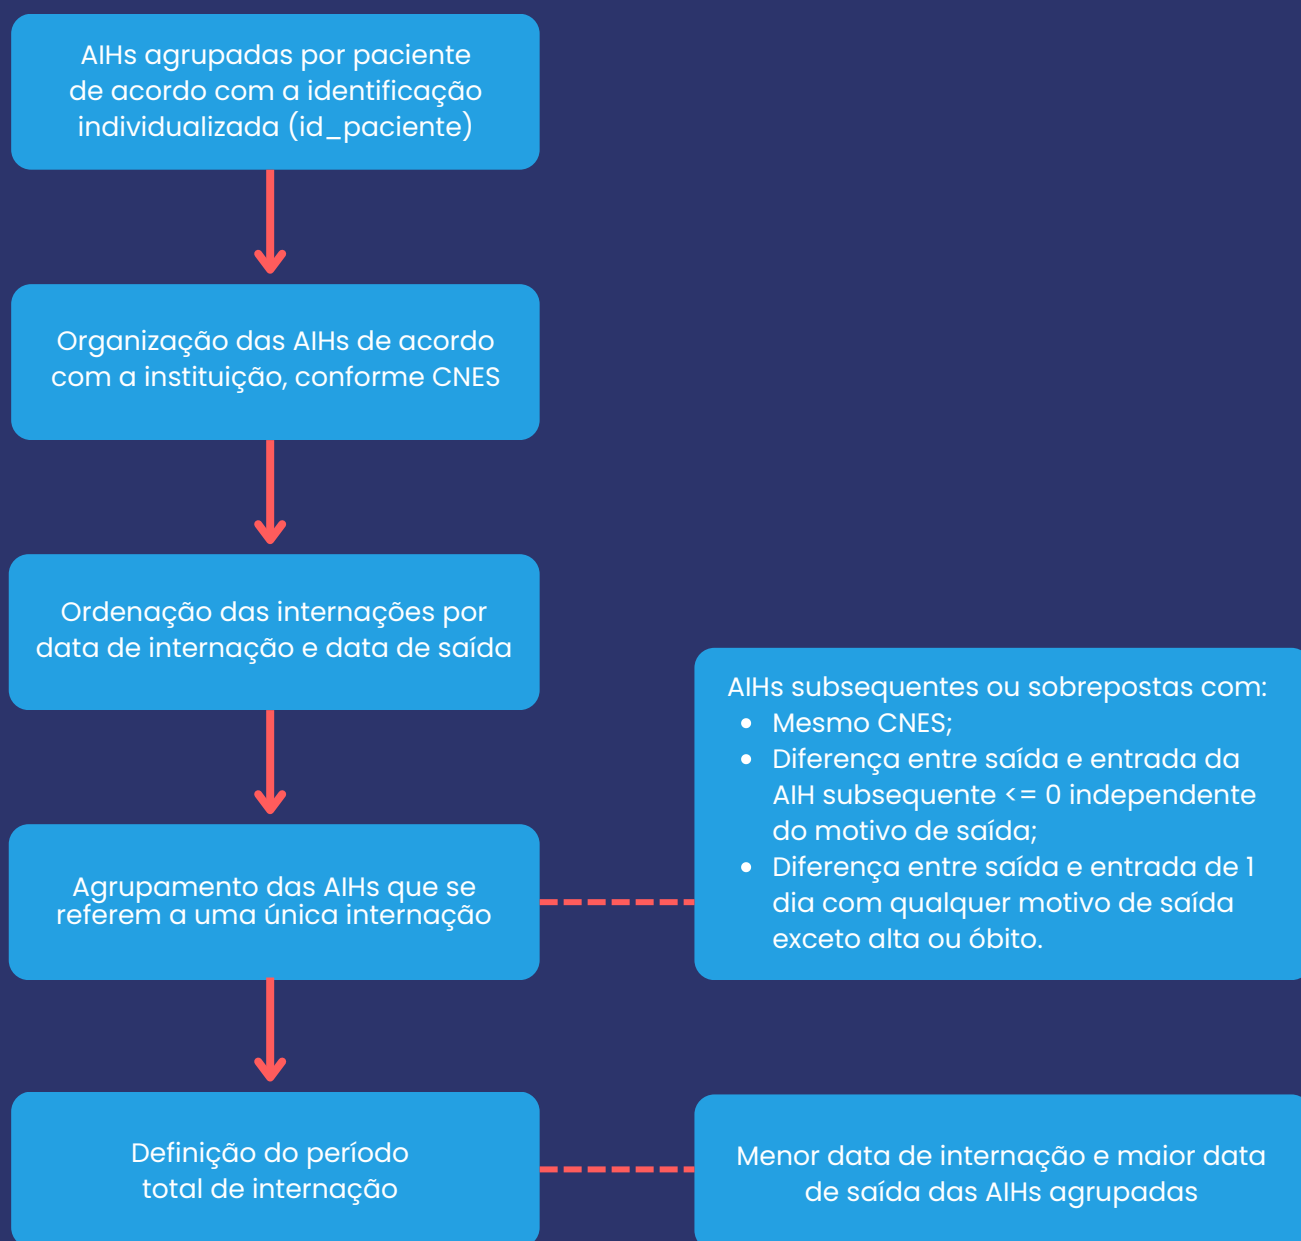 AIHs agrupadas por paciente
de acordo com a identificação
individualizada (id_paciente)
Organização das AIHs de acordo
com a instituição, conforme CNES
Ordenação das internações por
data de internação e data de saída
Agrupamento das AIHs que se
referem a uma única internação
AIHs subsequentes ou sobrepostas com:
• Mesmo CNES;
• Diferença entre saída e entrada da
AIH subsequente <= 0 independente
do motivo de saída;
• Diferença entre saída e entrada de 1
dia com qualquer motivo de saída
exceto alta ou óbito.
Definição do período
total de internação
Menor data de internação e maior data
de saída das AIHs agrupadas